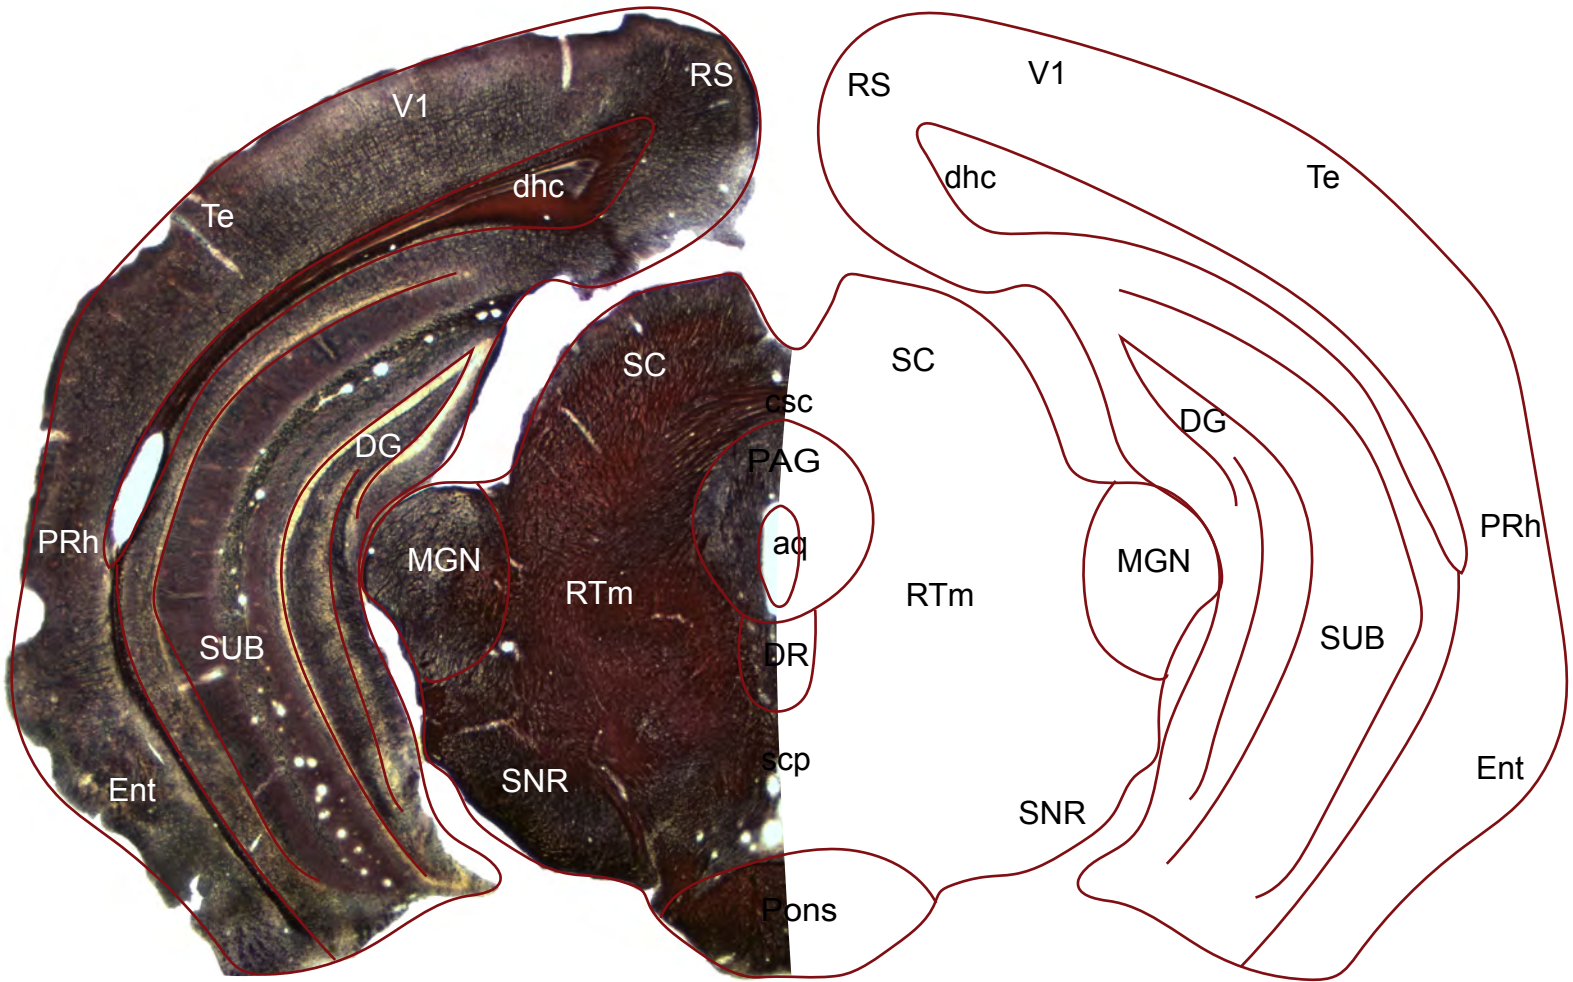 RS
V1
RS
V1
dhc
dhc
Te
Te
SC
SC
csc
DG
DG
PAG
PRh
PRh
aq
MGN
MGN
RTm
RTm
SUB
SUB
DR
scp
Ent
Ent
SNR
SNR
Pons